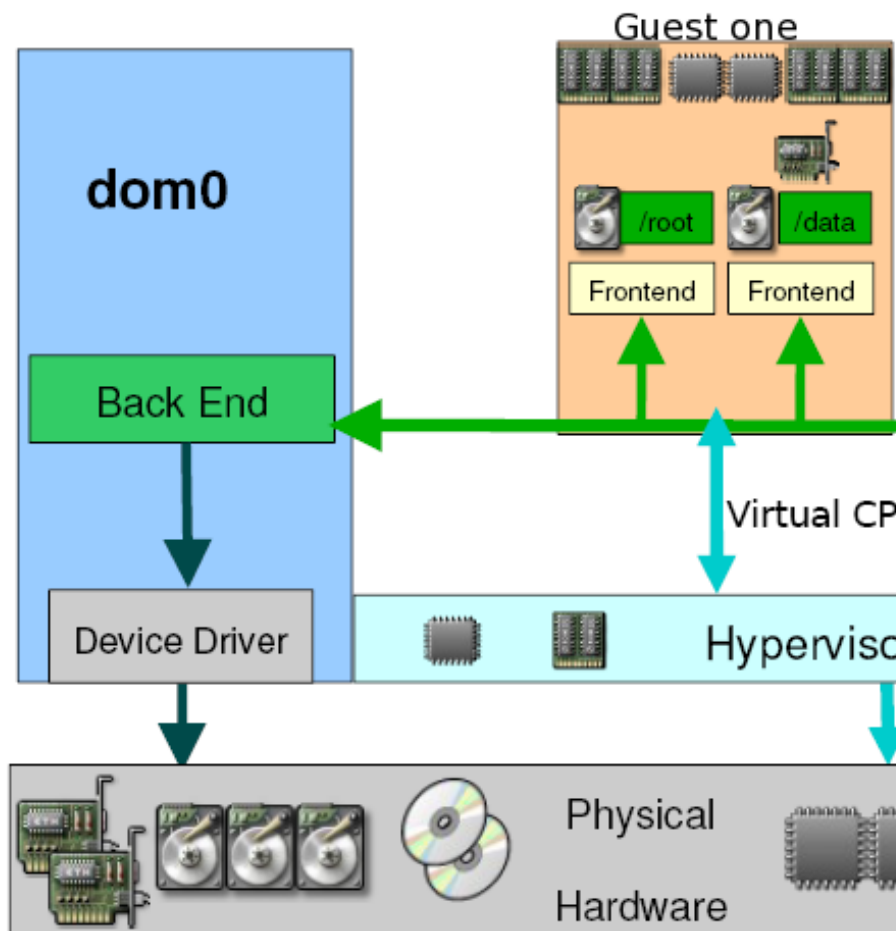 Guest one
dom0
/root
/data
Frontend
Frontend
Back End
Virtual CP
Device Driver
Hyperviso
Physical
Hardware